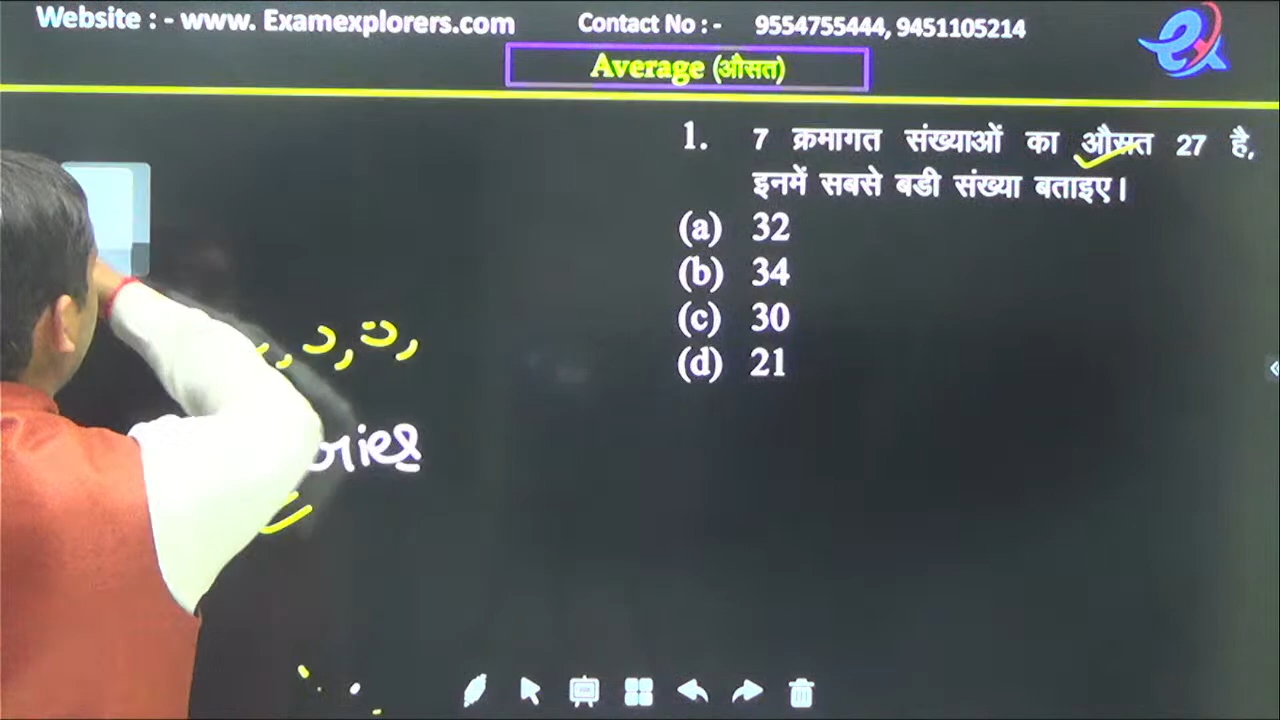 Website : - www. Examexplorers.com Contact No : - 9554755444, 9451105214
Average (औसत)
1. 7 क्रमागत संख्याओं का औसत 27 है,
इनमें सबसे बडी संख्या बताइए।
(a) 32
(b) 34
(c) 30
(d) 21